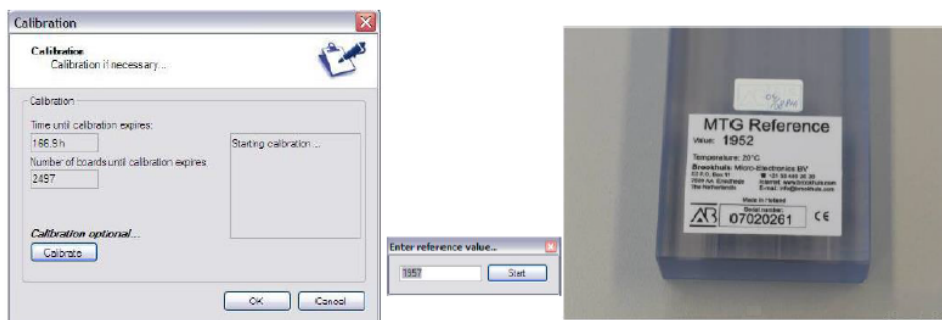 Calibration
Calibration
Calibration if necessary...
Calibration
Time until calibration expires:
166.9h
Number of boards until calibration expires
2497
Starting calibration...
Calibration optional...
Calibrate
OK
Cancel
Enter reference value...
1957
Start
MTG Reference
Value: 1952
Temperature: 20°C
Brookhuis Micro-Electronics BV
The Netherlands
Made in Holland
Serial number:
07020261
CE